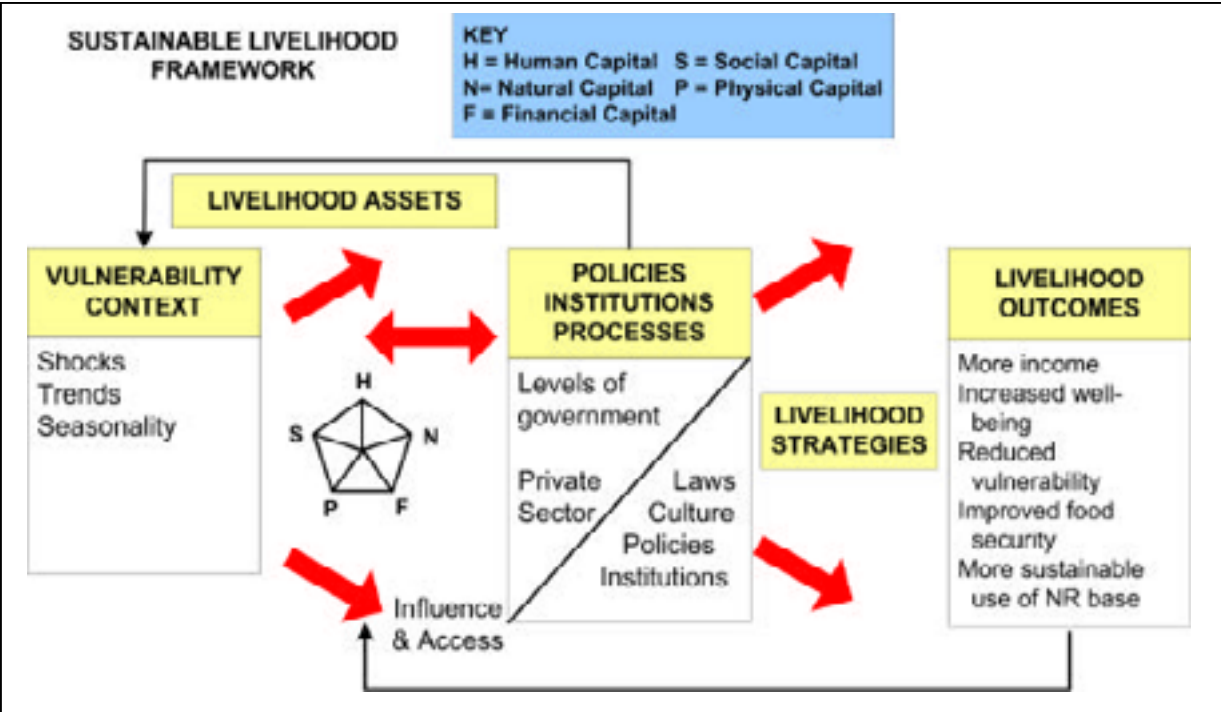 SUSTAINABLE LIVELIHOOD
FRAMEWORK
KEY
H = Human Capital S = Social Capital
N= Natural Capital P = Physical Capital
F = Financial Capital
LIVELIHOOD ASSETS
VULNERABILITY
CONTEXT
Shocks
Trends
Seasonality
H
S
N
P
F
Influence
& Access
POLICIES
INSTITUTIONS
PROCESSES
Levels of
government
Private
Sector
Laws
Culture
Policies
Institutions
LIVELIHOOD
STRATEGIES
LIVELIHOOD
OUTCOMES
More income
Increased well-
being
Reduced
vulnerability
Improved food
security
More sustainable
use of NR base